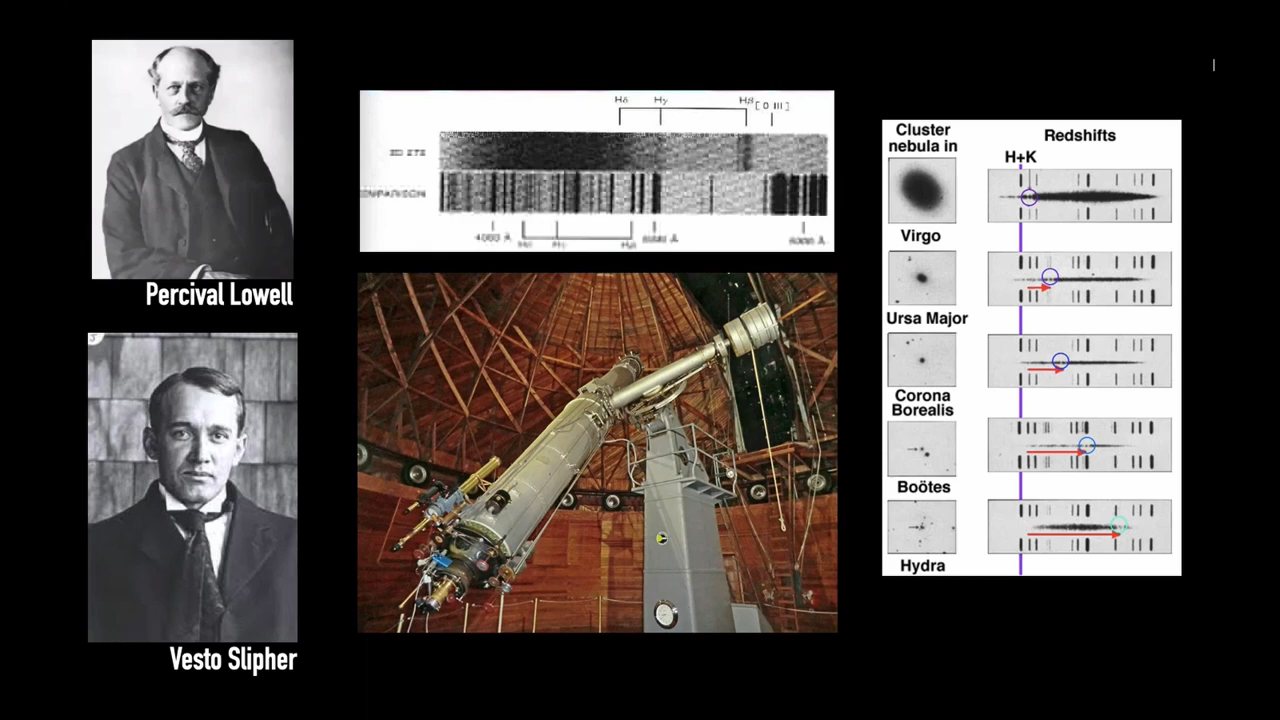 Percival Lowell
Vesto Slipher
Hδ Hγ Hβ [O III]
4000 Å
Cluster
nebula in
Redshifts
H+K
Virgo
Ursa Major
Corona
Borealis
Boötes
Hydra